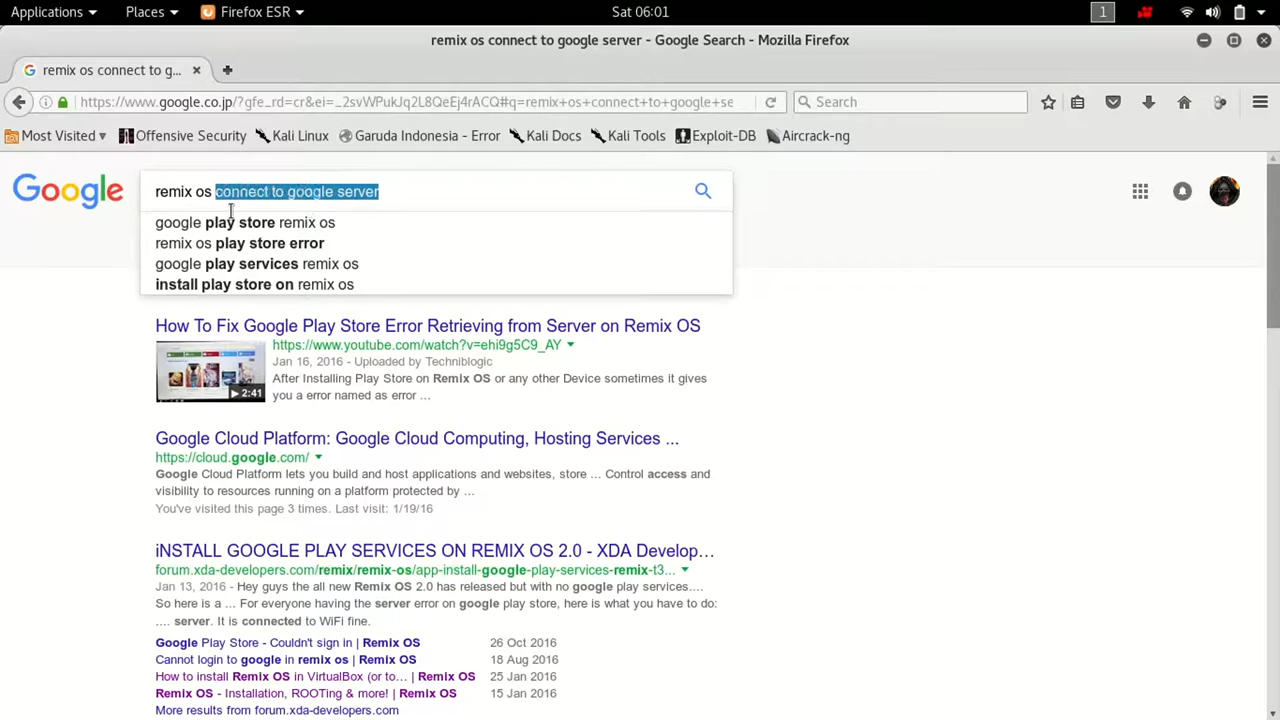 Applications Places Firefox ESR Sat 06:01 1
remix os connect to google server - Google Search - Mozilla Firefox
remix os connect to g...
https://www.google.co.jp/?gfe_rd=cr&ei=_2svWPukJq2L8QeEj4rACQ#q=remix+os+connect+to+google+se Search
Most Visited Offensive Security Kali Linux Garuda Indonesia - Error Kali Docs Kali Tools Exploit-DB Aircrack-ng
Google remix os connect to google server
google play store remix os
remix os play store error
google play services remix os
install play store on remix os
How To Fix Google Play Store Error Retrieving from Server on Remix OS
https://www.youtube.com/watch?v=ehi9g5C9_AY
Jan 16, 2016 - Uploaded by Techniblogic
After Installing Play Store on Remix OS or any other Device sometimes it gives
you a error named as error ...
2:41
Google Cloud Platform: Google Cloud Computing, Hosting Services ...
https://cloud.google.com/
Google Cloud Platform lets you build and host applications and websites, store ... Control access and
visibility to resources running on a platform protected by ...
You've visited this page 3 times. Last visit: 1/19/16
iNSTALL GOOGLE PLAY SERVICES ON REMIX OS 2.0 - XDA Develop...
forum.xda-developers.com/remix/remix-os/app-install-google-play-services-remix-t3...
Jan 13, 2016 - Hey guys the all new Remix OS 2.0 has released but with no google play services....
So here is a ... For everyone having the server error on google play store, here is what you have to do:
.... server. It is connected to WiFi fine.
Google Play Store - Couldn't sign in | Remix OS 26 Oct 2016
Cannot login to google in remix os | Remix OS 18 Aug 2016
How to install Remix OS in VirtualBox (or to... | Remix OS 25 Jan 2016
Remix OS - Installation, ROOTing & more! | Remix OS 15 Jan 2016
More results from forum.xda-developers.com